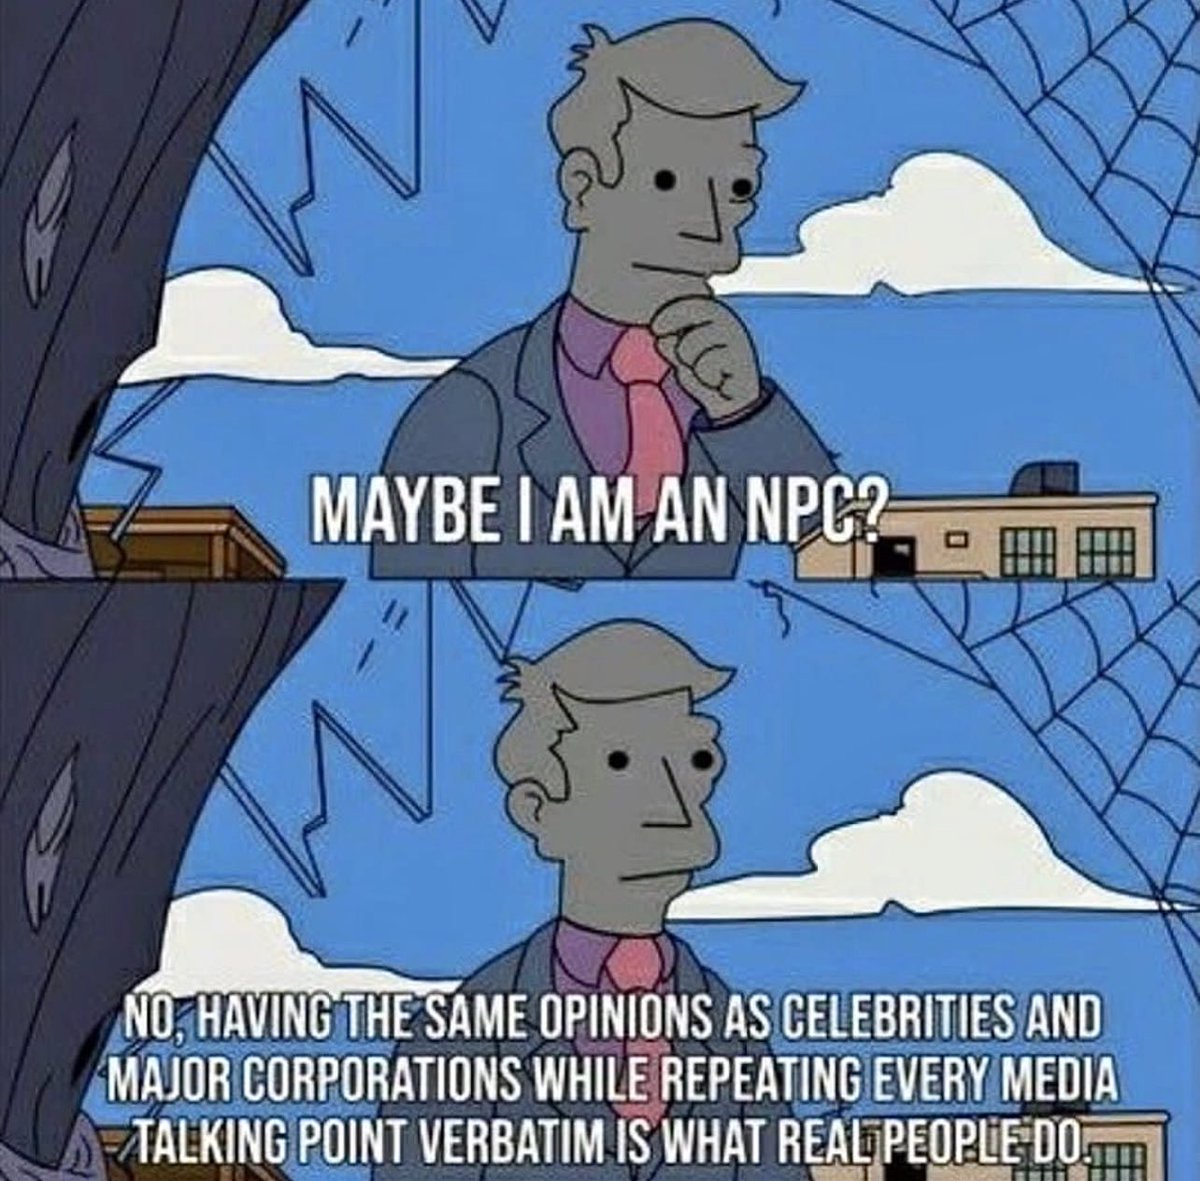 MAYBE I AM AN NPC?
NO, HAVING THE SAME OPINIONS AS CELEBRITIES AND
MAJOR CORPORATIONS WHILE REPEATING EVERY MEDIA
TALKING POINT VERBATIM IS WHAT REAL PEOPLE DO.